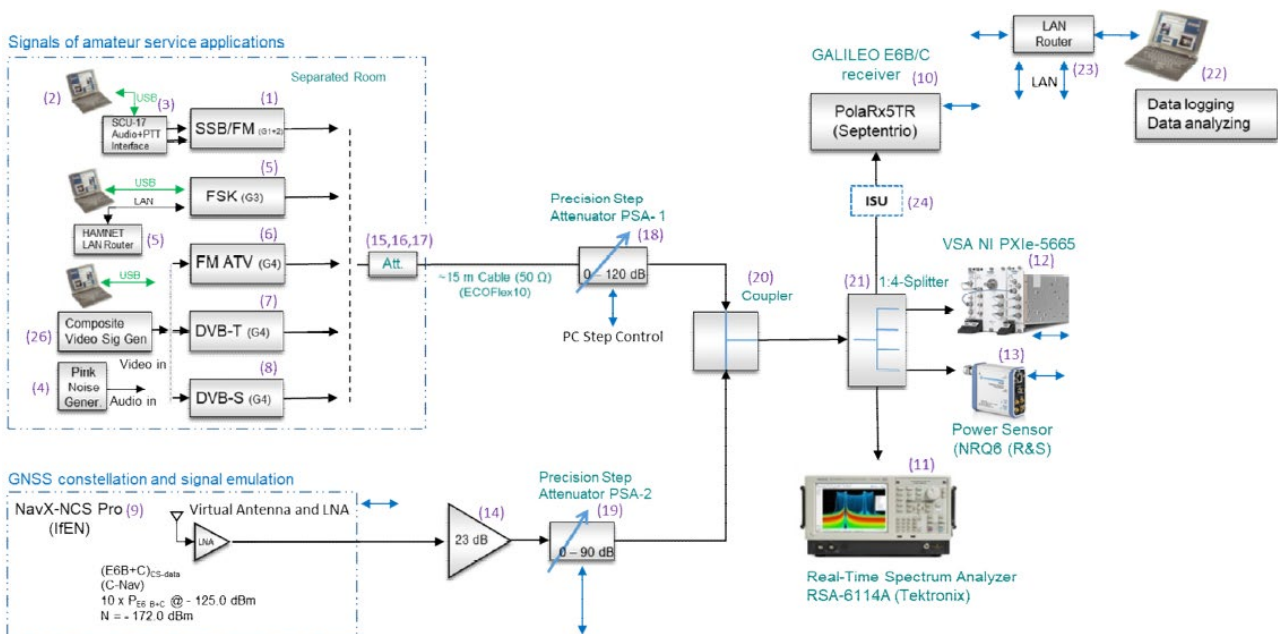 Signals of amateur service applications
Separated Room
(2)
USB
(3)
SCU-17
Audio+PTT
Interface
(1)
SSB/FM (G1+2)
USB
LAN
(5)
FSK (G3)
HAMNET
LAN Router
(5)
(6)
FM ATV (G4)
USB
(7)
DVB-T (G4)
(26)
Composite
Video Sig Gen
Video in
(8)
DVB-S (G4)
(4)
Pink
Noise
Gener.
Audio in
(15,16,17)
Att.
~15 m Cable (50 Ω)
(ECOFlex10)
Precision Step
Attenuator PSA- 1
(18)
0 – 120 dB
PC Step Control
(20)
Coupler
(21)
1:4-Splitter
GALILEO E6B/C
receiver
(10)
PolaRx5TR
(Septentrio)
ISU
(24)
LAN
Router
LAN
(23)
(22)
Data logging
Data analyzing
VSA NI PXIe-5665
(12)
(13)
Power Sensor
(NRQ6 (R&S)
(11)
Real-Time Spectrum Analyzer
RSA-6114A (Tektronix)
GNSS constellation and signal emulation
NavX-NCS Pro (9)
(IfEN)
Virtual Antenna and LNA
LNA
(E6B+C)CS-data
(C-Nav)
10 x PE6 B+C @ - 125.0 dBm
N = - 172.0 dBm
(14)
23 dB
Precision Step
Attenuator PSA-2
(19)
0 – 90 dB